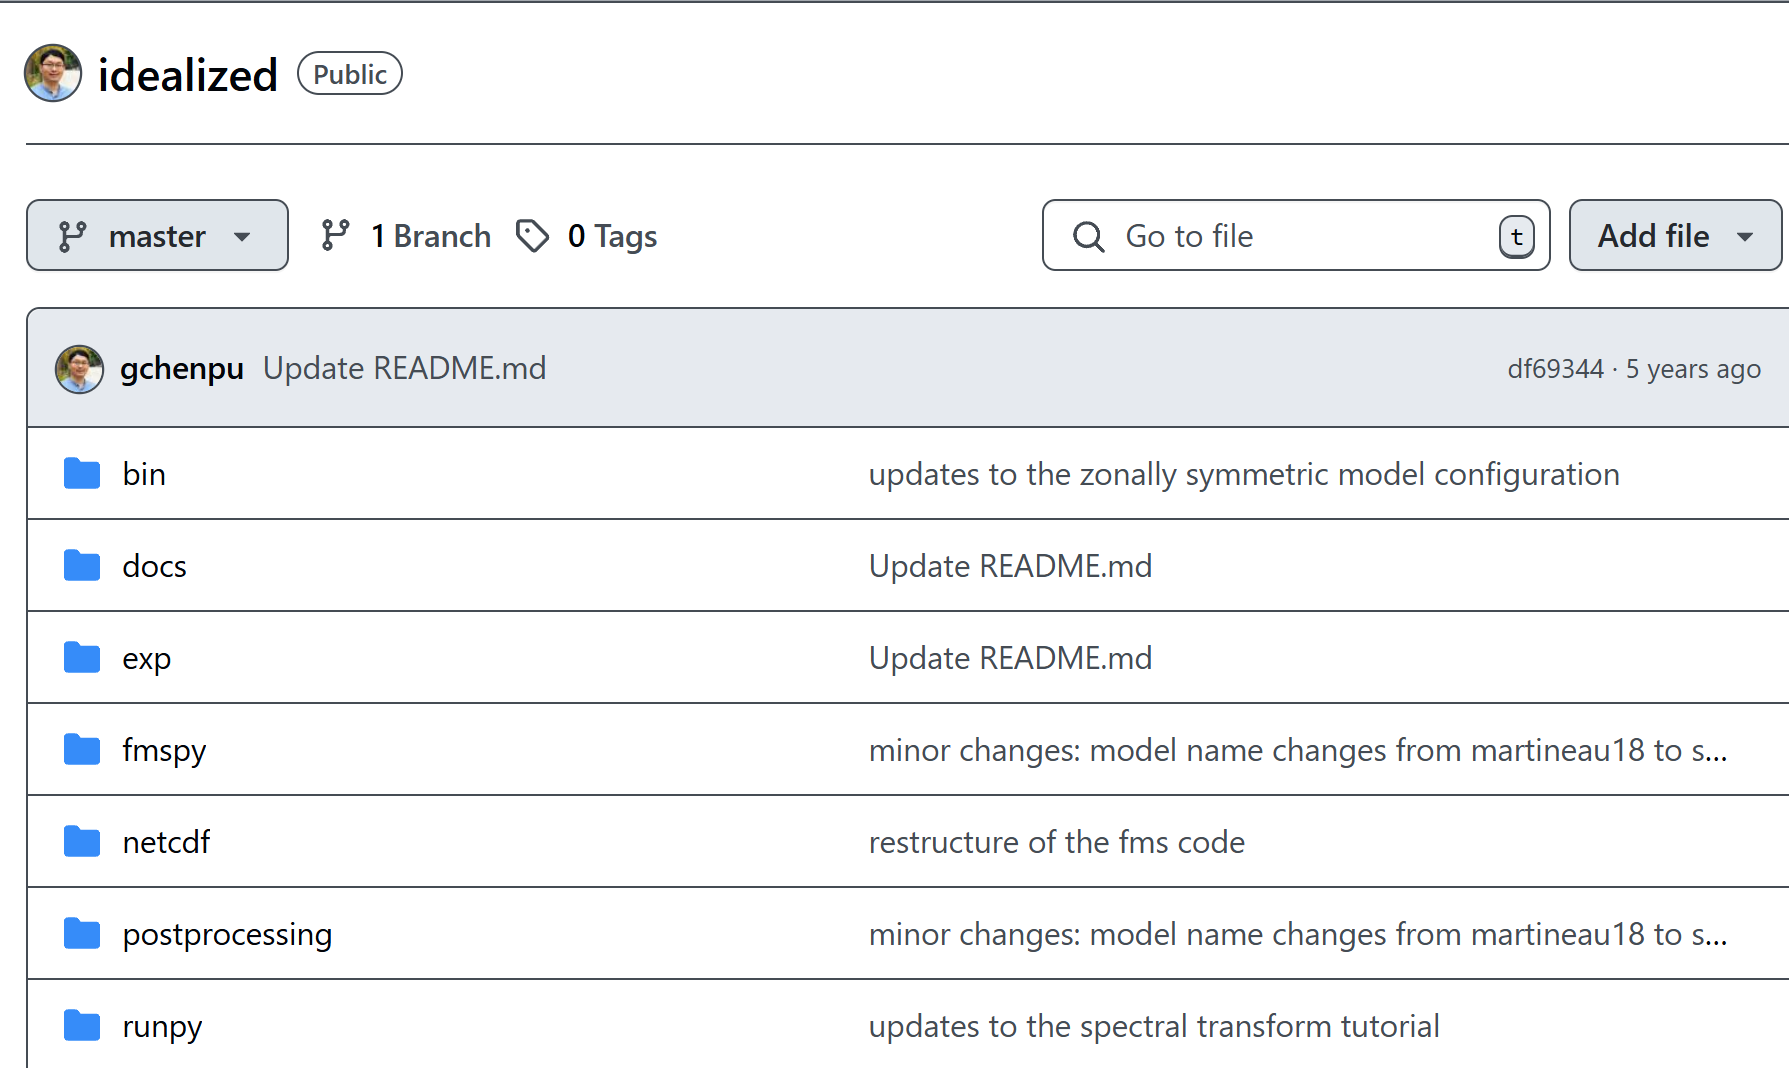 idealized Public
master 1 Branch 0 Tags Go to file t Add file
gchenpu Update README.md df69344 · 5 years ago
bin updates to the zonally symmetric model configuration
docs Update README.md
exp Update README.md
fmspy minor changes: model name changes from martineau18 to s...
netcdf restructure of the fms code
postprocessing minor changes: model name changes from martineau18 to s...
runpy updates to the spectral transform tutorial